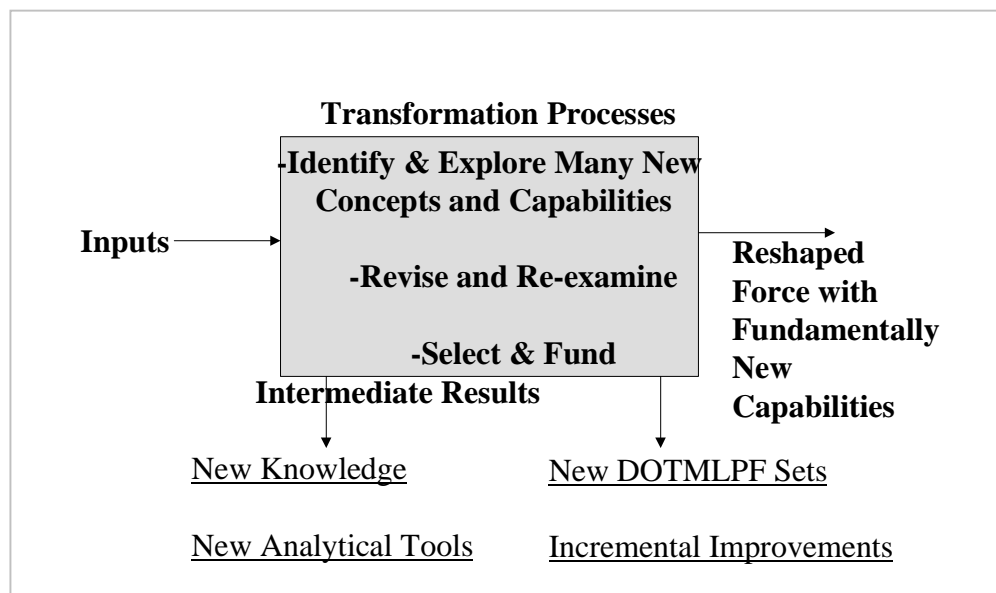 Transformation Processes
-Identify & Explore Many New
Concepts and Capabilities
Inputs
-Revise and Re-examine
-Select & Fund
Reshaped
Force with
Fundamentally
New
Capabilities
Intermediate Results
New Knowledge
New DOTMLPF Sets
New Analytical Tools
Incremental Improvements